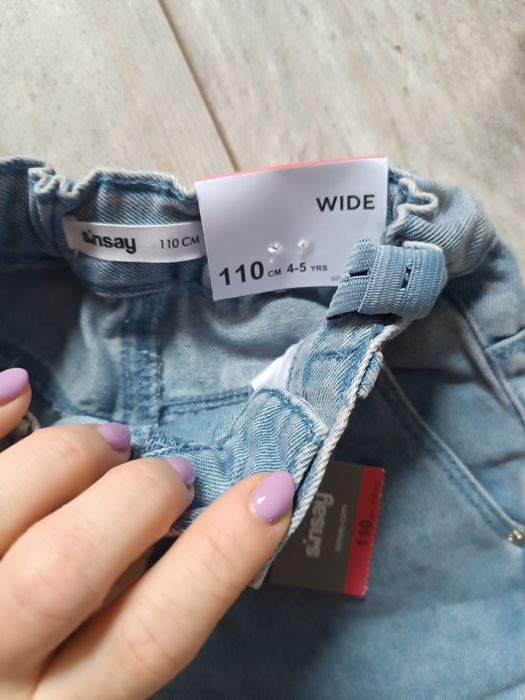 WIDE
sinsay 110 CM
110 CM 4-5 YRS
sinsay
110